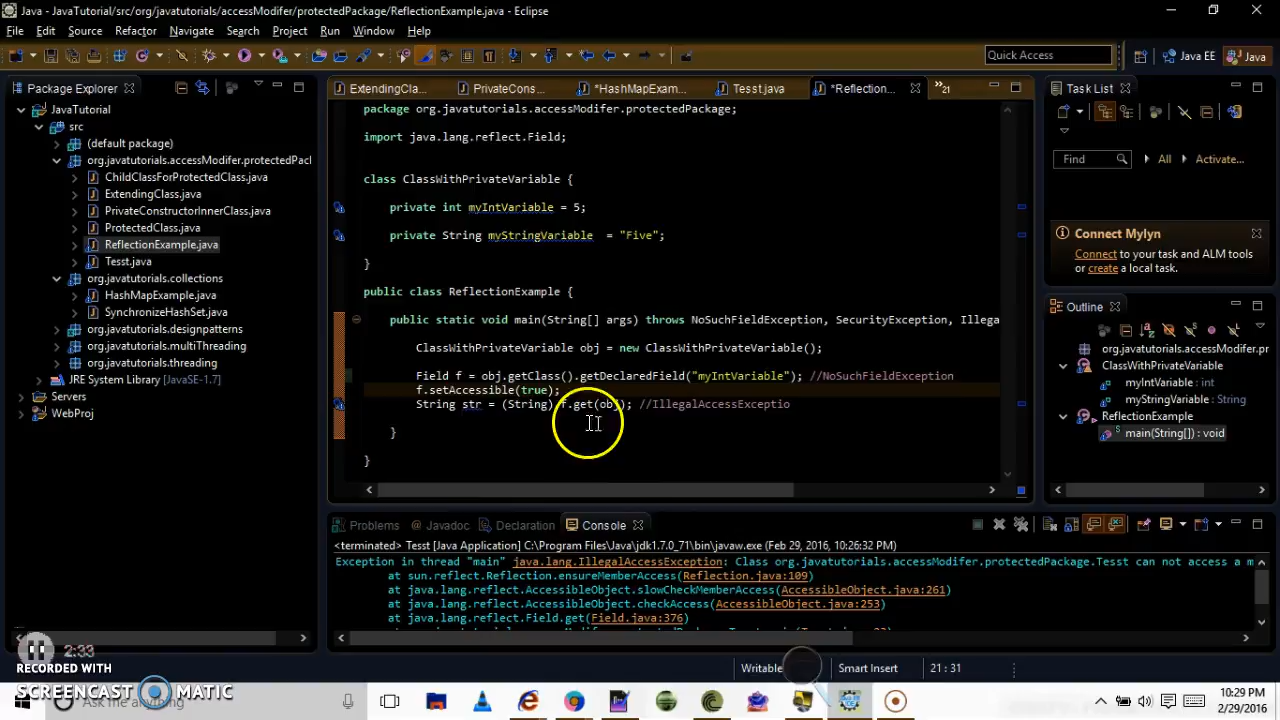 Java - JavaTutorial/src/org/javatutorials/accessModifer/protectedPackage/ReflectionExample.java - Eclipse
File Edit Source Refactor Navigate Search Project Run Window Help
Quick Access
Java EE
Java
Package Explorer
JavaTutorial
src
(default package)
org.javatutorials.accessModifer.protectedPacl
ChildClassForProtectedClass.java
ExtendingClass.java
PrivateConstructorInnerClass.java
ProtectedClass.java
ReflectionExample.java
Tesst.java
org.javatutorials.collections
HashMapExample.java
SynchronizeHashSet.java
org.javatutorials.designpatterns
org.javatutorials.multiThreading
org.javatutorials.threading
JRE System Library [JavaSE-1.7]
Servers
WebProj
ExtendingCla... PrivateCons... *HashMapExam... Tesst.java *Reflection... »21
package org.javatutorials.accessModifer.protectedPackage;
import java.lang.reflect.Field;
class ClassWithPrivateVariable {
private int myIntVariable = 5;
private String myStringVariable = "Five";
}
public class ReflectionExample {
public static void main(String[] args) throws NoSuchFieldException, SecurityException, Illega
ClassWithPrivateVariable obj = new ClassWithPrivateVariable();
Field f = obj.getClass().getDeclaredField("myIntVariable"); //NoSuchFieldException
f.setAccessible(true);
String str = (String) f.get(obj); //IllegalAccessExceptio
}
}
Task List
Find
All
Activate...
Connect Mylyn
Connect to your task and ALM tools
or create a local task.
Outline
org.javatutorials.accessModifer.pr
ClassWithPrivateVariable
myIntVariable : int
myStringVariable : String
ReflectionExample
main(String[]) : void
Problems @ Javadoc Declaration Console
<terminated> Tesst [Java Application] C:\Program Files\Java\jdk1.7.0_71\bin\javaw.exe (Feb 29, 2016, 10:26:32 PM)
Exception in thread "main" java.lang.IllegalAccessException: Class org.javatutorials.accessModifer.protectedPackage.Tesst can not access a m
at sun.reflect.Reflection.ensureMemberAccess(Reflection.java:109)
at java.lang.reflect.AccessibleObject.slowCheckMemberAccess(AccessibleObject.java:261)
at java.lang.reflect.AccessibleObject.checkAccess(AccessibleObject.java:253)
at java.lang.reflect.Field.get(Field.java:376)
2:33
RECORDED WITH
SCREENCAST MATIC
Writable
Smart Insert
21 : 31
Ask me anything
10:29 PM
2/29/2016